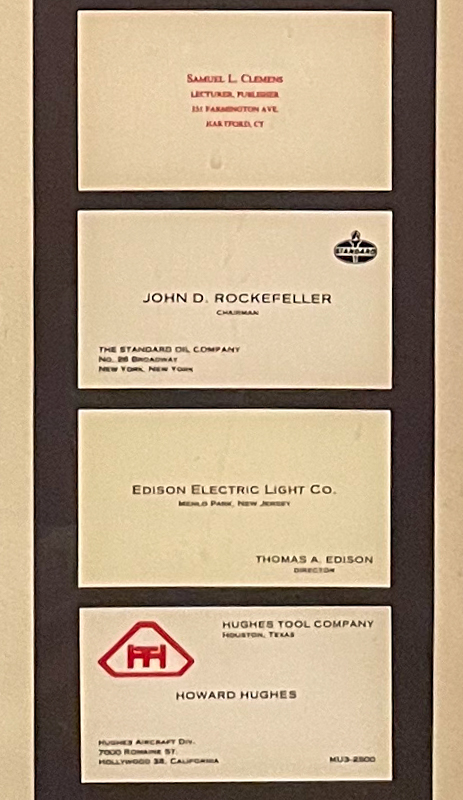 SAMUEL L. CLEMENS
LECTURER, PUBLISHER
351 FARMINGTON AVE.
HARTFORD, CT
STANDARD
JOHN D. ROCKEFELLER
CHAIRMAN
THE STANDARD OIL COMPANY
NO. 26 BROADWAY
NEW YORK, NEW YORK
EDISON ELECTRIC LIGHT CO.
MENLO PARK, NEW JERSEY
THOMAS A. EDISON
DIRECTOR
HUGHES TOOL COMPANY
HOUSTON, TEXAS
HOWARD HUGHES
HUGHES AIRCRAFT DIV.
7000 ROMAINE ST.
HOLLYWOOD 38, CALIFORNIA
MU3-2500